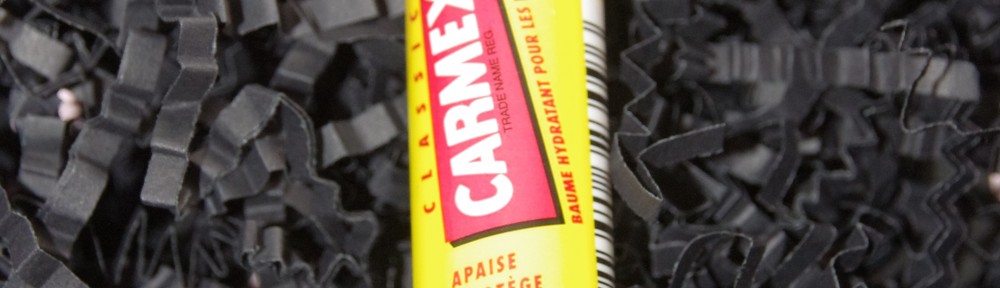 CLASSIC
CARMEX
TRADE NAME REG.
BAUME HYDRATANT POUR LES
APAISE